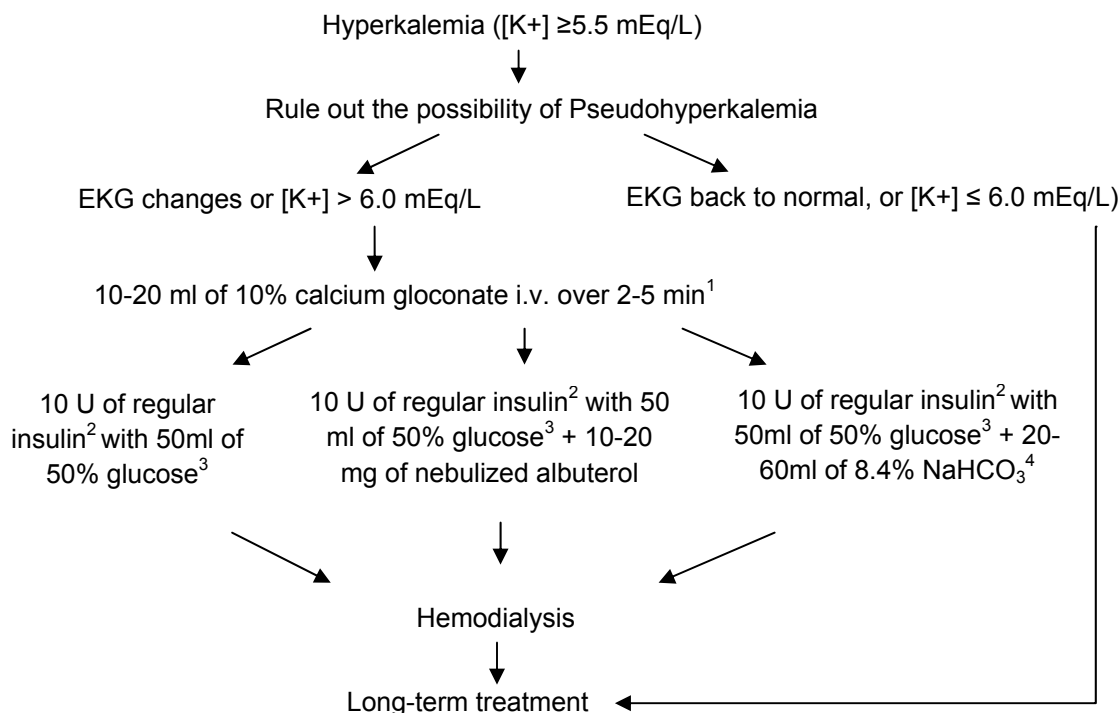 Hyperkalemia ([K+] ≥5.5 mEq/L)
Rule out the possibility of Pseudohyperkalemia
EKG changes or [K+] > 6.0 mEq/L
EKG back to normal, or [K+] ≤ 6.0 mEq/L)
10-20 ml of 10% calcium gloconate i.v. over 2-5 min¹
10 U of regular
insulin² with 50ml of
50% glucose³
10 U of regular insulin² with 50
ml of 50% glucose³ + 10-20
mg of nebulized albuterol
10 U of regular insulin² with
50ml of 50% glucose³ + 20-
60ml of 8.4% NaHCO₃⁴
Hemodialysis
Long-term treatment